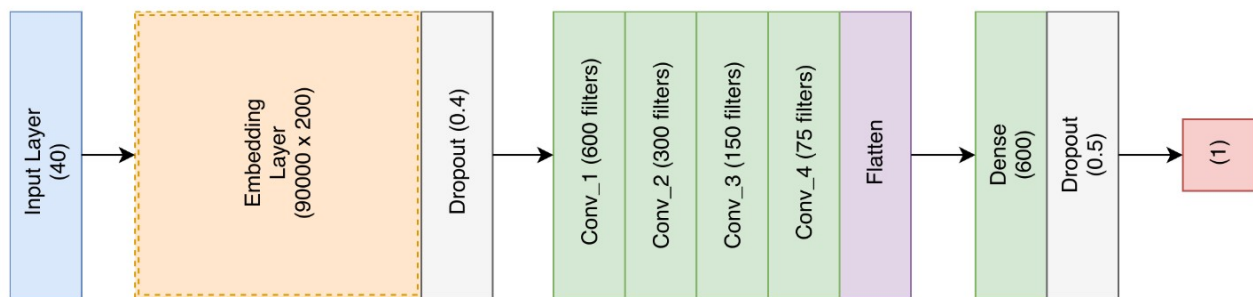 Input Layer
(40)
Embedding
Layer
(90000 x 200)
Dropout (0.4)
Conv_1 (600 filters)
Conv_2 (300 filters)
Conv_3 (150 filters)
Conv_4 (75 filters)
Flatten
Dense
(600)
Dropout
(0.5)
(1)